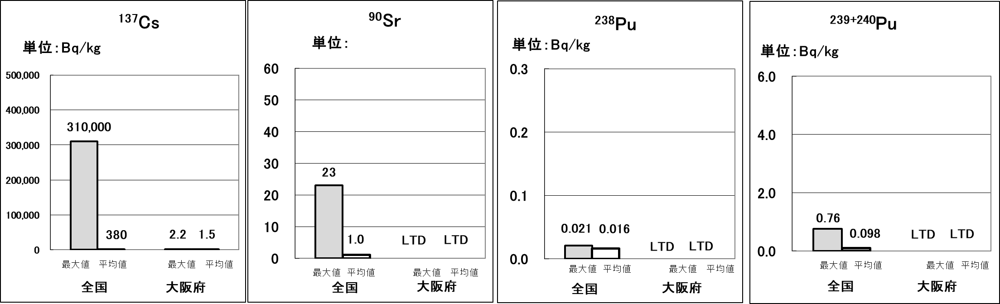 137Cs
単位：Bq/kg
500,000
400,000
310,000
300,000
200,000
100,000
380 2.2 1.5
0
最大値 平均値 最大値 平均値
全国 大阪府
90Sr
単位：
60
50
40
30
23
20
10
1.0 LTD LTD
0
最大値 平均値 最大値 平均値
全国 大阪府
238Pu
単位：Bq/kg
0.3
0.2
0.1
0.021 0.016 LTD LTD
0.0
最大値 平均値 最大値 平均値
全国 大阪府
239+240Pu
単位：Bq/kg
6.0
4.0
2.0
0.76
0.098 LTD LTD
0.0
最大値 平均値 最大値 平均値
全国 大阪府